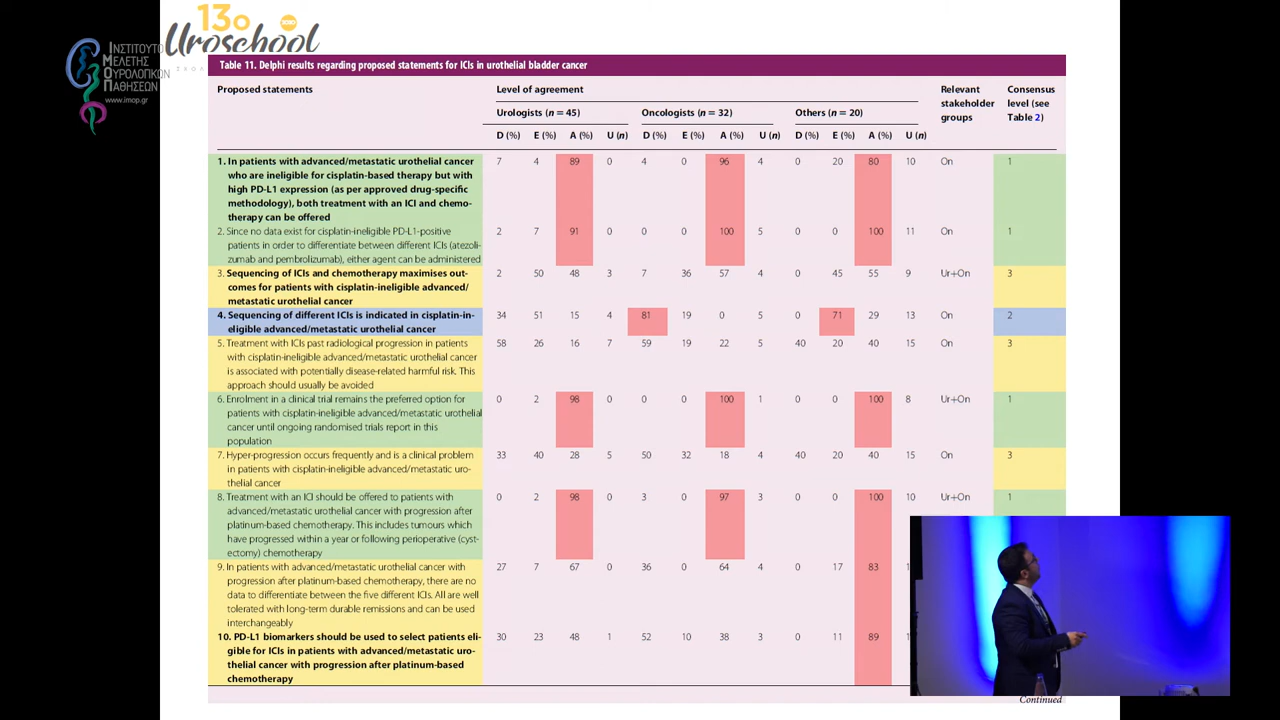 13o
Uroschool
ΙΝΣΤΙΤΟΥΤΟ
ΜΕΛΕΤΗΣ
ΟΥΡΟΛΟΓΙΚΩΝ
ΠΑΘΗΣΕΩΝ
www.imop.gr
Table 11. Delphi results regarding proposed statements for ICIs in urothelial bladder cancer
Proposed statements Level of agreement Relevant stakeholder groups Consensus level (see Table 2)
Urologists (n = 45) Oncologists (n = 32) Others (n = 20)
D (%) E (%) A (%) U (n) D (%) E (%) A (%) U (n) D (%) E (%) A (%) U (n)
1. In patients with advanced/metastatic urothelial cancer 7 4 89 0 4 0 96 4 0 20 80 10 On 1
who are ineligible for cisplatin-based therapy but with
high PD-L1 expression (as per approved drug-specific
methodology), both treatment with an ICI and chemo-
therapy can be offered
2. Since no data exist for cisplatin-ineligible PD-L1-positive 2 7 91 0 0 0 100 5 0 0 100 11 On 1
patients in order to differentiate between different ICIs (atezoli-
zumab and pembrolizumab), either agent can be administered
3. Sequencing of ICIs and chemotherapy maximises out- 2 50 48 3 7 36 57 4 0 45 55 9 Ur+On 3
comes for patients with cisplatin-ineligible advanced/
metastatic urothelial cancer
4. Sequencing of different ICIs is indicated in cisplatin-in- 34 51 15 4 81 19 0 5 0 71 29 13 On 2
eligible advanced/metastatic urothelial cancer
5. Treatment with ICIs past radiological progression in patients 58 26 16 7 59 19 22 5 40 20 40 15 On 3
with cisplatin-ineligible advanced/metastatic urothelial cancer
is associated with potentially disease-related harmful risk. This
approach should usually be avoided
6. Enrolment in a clinical trial remains the preferred option for 0 2 98 0 0 0 100 1 0 0 100 8 Ur+On 1
patients with cisplatin-ineligible advanced/metastatic urothelial
cancer until ongoing randomised trials report in this
population
7. Hyper-progression occurs frequently and is a clinical problem 33 40 28 5 50 32 18 4 40 20 40 15 On 3
in patients with cisplatin-ineligible advanced/metastatic uro-
thelial cancer
8. Treatment with an ICI should be offered to patients with 0 2 98 0 3 0 97 3 0 0 100 10 Ur+On 1
advanced/metastatic urothelial cancer with progression after
platinum-based chemotherapy. This includes tumours which
have progressed within a year or following perioperative (cyst-
ectomy) chemotherapy
9. In patients with advanced/metastatic urothelial cancer with 27 7 67 0 36 0 64 4 0 17 83
progression after platinum-based chemotherapy, there are no
data to differentiate between the five different ICIs. All are well
tolerated with long-term durable remissions and can be used
interchangeably
10. PD-L1 biomarkers should be used to select patients eli- 30 23 48 1 52 10 38 3 0 11 89
gible for ICIs in patients with advanced/metastatic uro-
thelial cancer with progression after platinum-based
chemotherapy
Continued